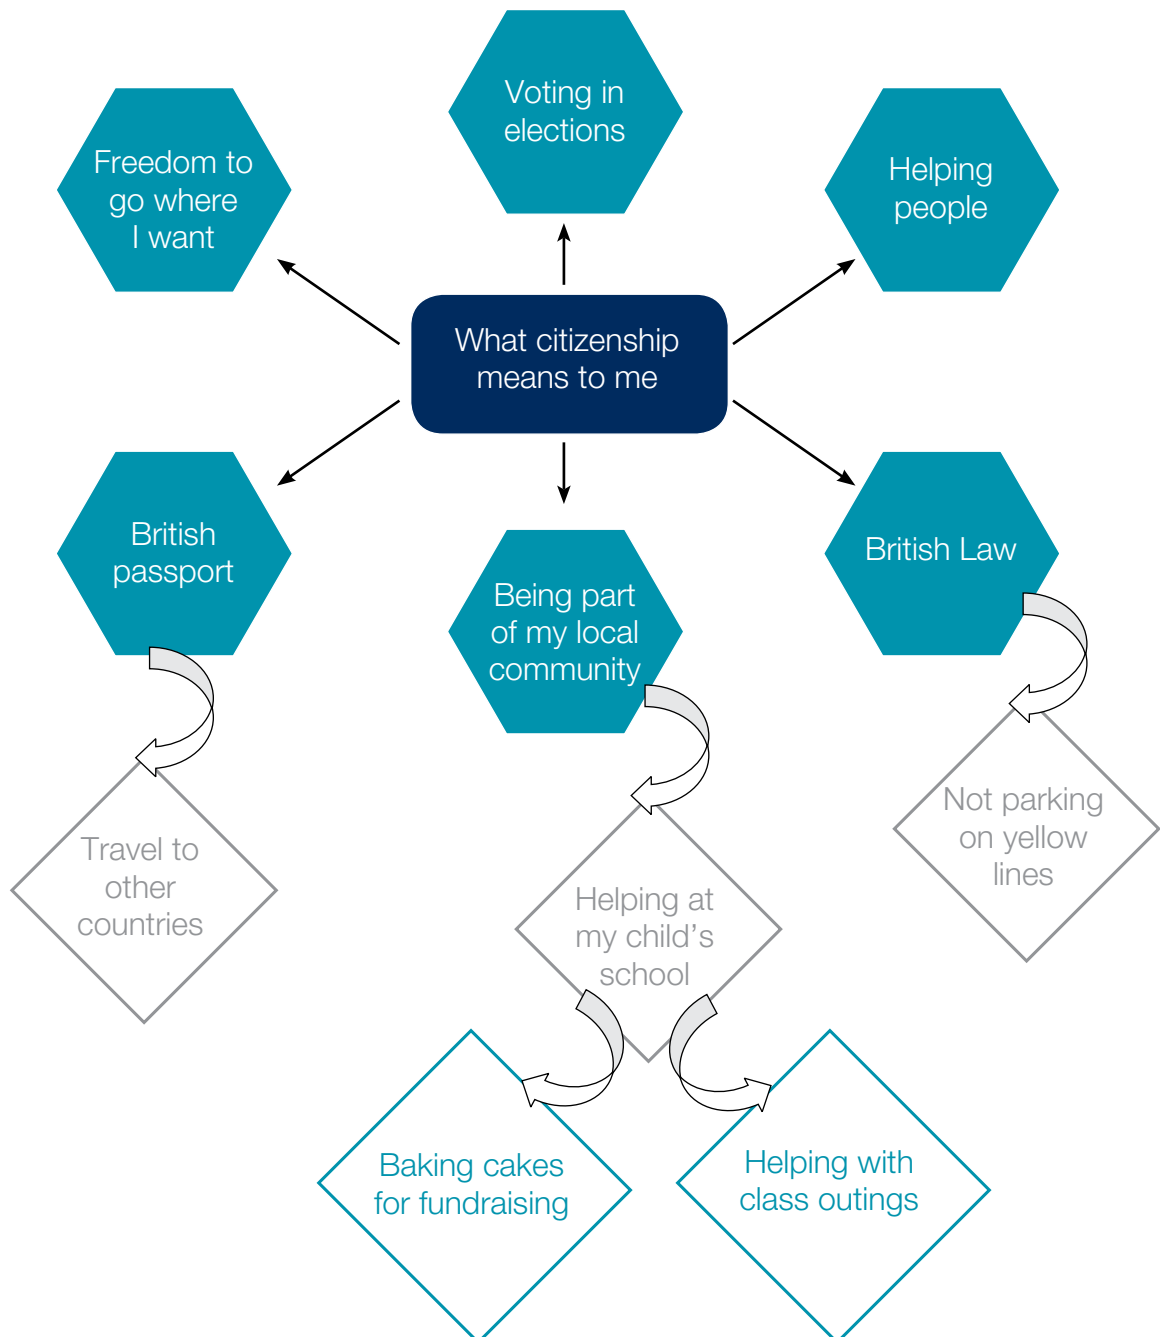 Voting in
elections
Freedom to
go where
I want
Helping
people
What citizenship
means to me
British
passport
Being part
of my local
community
British Law
Travel to
other
countries
Helping at
my child’s
school
Not parking
on yellow
lines
Baking cakes
for fundraising
Helping with
class outings